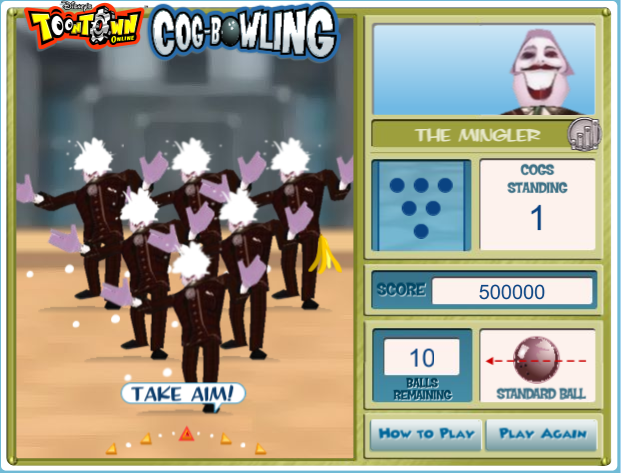 Disney's
TOONTOWN
ONLINE
COG-BOWLING
THE MINGLER
COGS
STANDING
1
SCORE 500000
10
BALLS
REMAINING
STANDARD BALL
TAKE AIM!
HOW TO PLAY
PLAY AGAIN